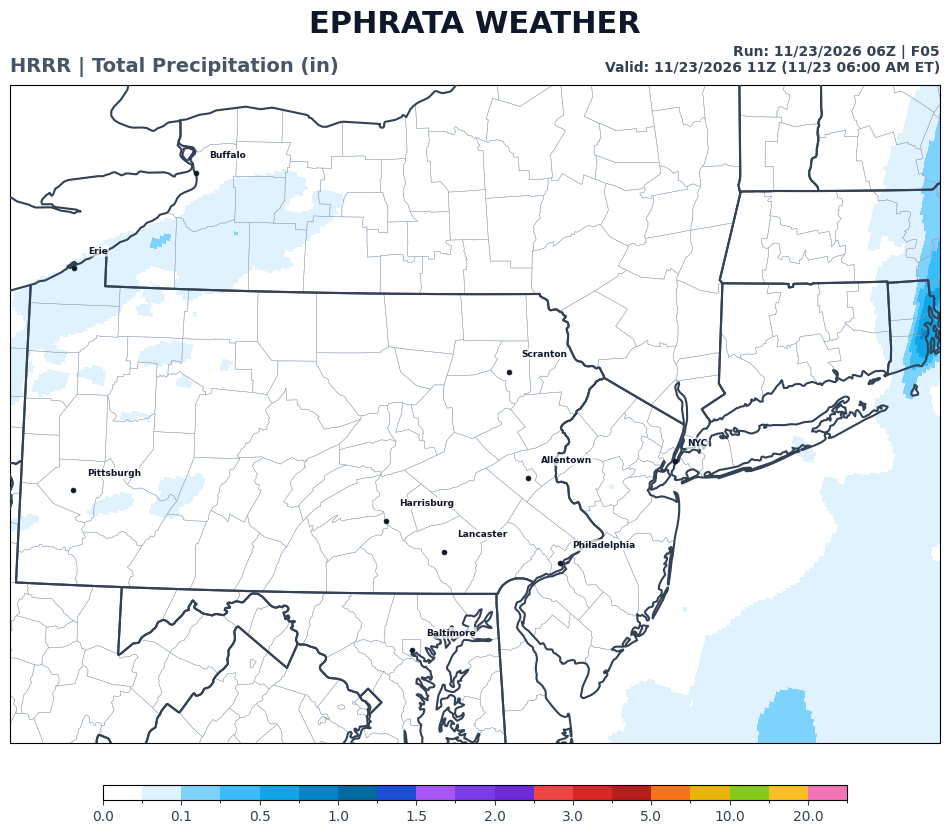 EPHRATA WEATHER
HRRR | Total Precipitation (in)
Run: 11/23/2026 06Z | F05
Valid: 11/23/2026 11Z (11/23 06:00 AM ET)
Buffalo
Erie
Scranton
NYC
Allentown
Pittsburgh
Harrisburg
Lancaster
Philadelphia
Baltimore
0.0 0.1 0.5 1.0 1.5 2.0 3.0 5.0 10.0 20.0